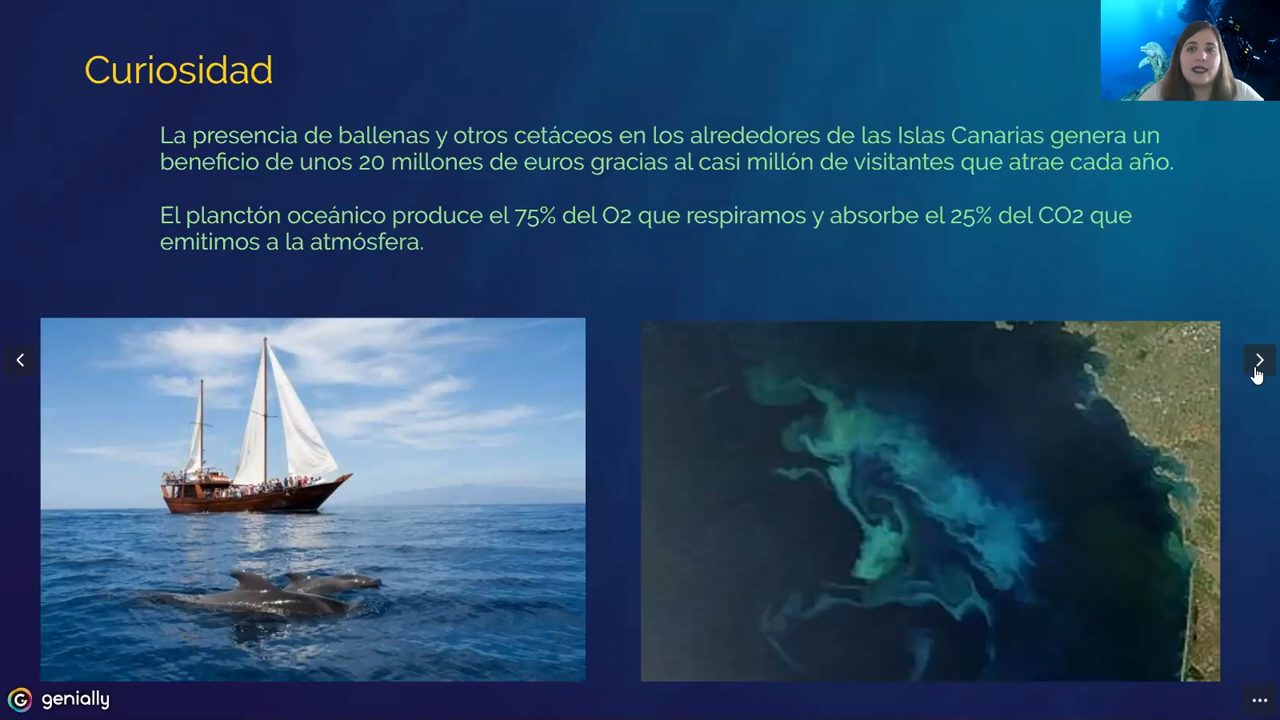 Curiosidad
La presencia de ballenas y otros cetáceos en los alrededores de las Islas Canarias genera un
beneficio de unos 20 millones de euros gracias al casi millón de visitantes que atrae cada año.
El planctón oceánico produce el 75% del O2 que respiramos y absorbe el 25% del CO2 que
emitimos a la atmósfera.
genially